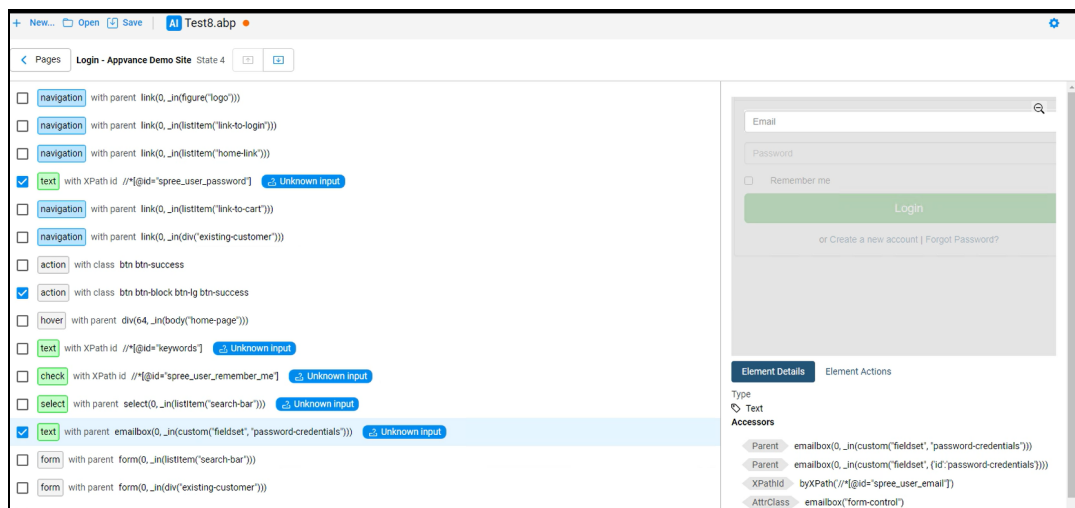 + New... Open Save AI Test8.abp
Pages Login - Appvance Demo Site State 4
navigation with parent link(0, _in(figure("logo")))
navigation with parent link(0, _in(listItem("link-to-login")))
navigation with parent link(0, _in(listItem("home-link")))
text with XPath id //*[@id="spree_user_password"] Unknown input
navigation with parent link(0, _in(listItem("link-to-cart")))
navigation with parent link(0, _in(div("existing-customer")))
action with class btn btn-success
action with class btn btn-block btn-lg btn-success
hover with parent div(64, _in(body("home-page")))
text with XPath id //*[@id="keywords"] Unknown input
check with XPath id //*[@id="spree_user_remember_me"] Unknown input
select with parent select(0, _in(listItem("search-bar"))) Unknown input
text with parent emailbox(0, _in(custom("fieldset", "password-credentials"))) Unknown input
form with parent form(0, _in(listItem("search-bar")))
form with parent form(0, _in(div("existing-customer")))
Email
Password
Remember me
Login
or Create a new account | Forgot Password?
Element Details Element Actions
Type
Text
Accessors
Parent emailbox(0, _in(custom("fieldset", "password-credentials")))
Parent emailbox(0, _in(custom("fieldset", {'id':'password-credentials'})))
XPathId byXPath('//*[@id="spree_user_email"]')
AttrClass emailbox("form-control")